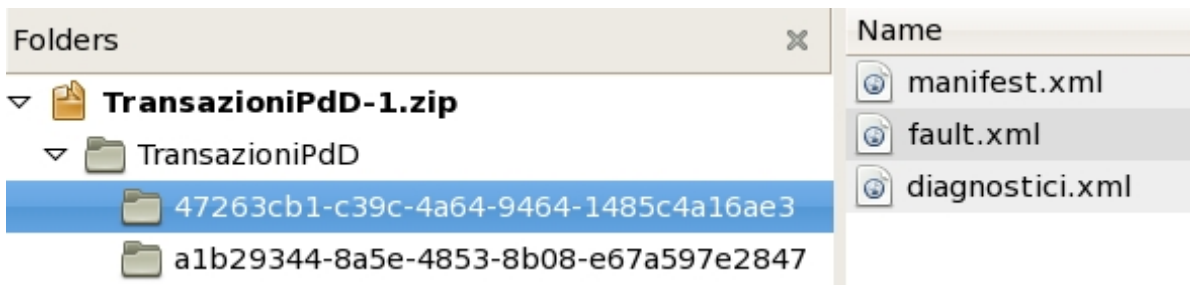 Folders
TransazioniPdD-1.zip
TransazioniPdD
47263cb1-c39c-4a64-9464-1485c4a16ae3
a1b29344-8a5e-4853-8b08-e67a597e2847
Name
manifest.xml
fault.xml
diagnostici.xml